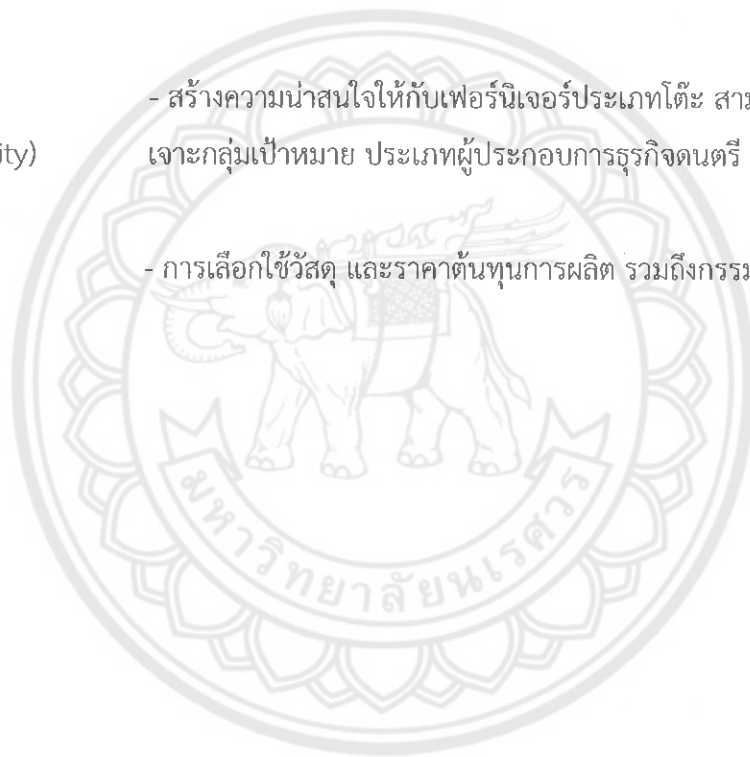 - สร้างความน่าสนใจให้กับเฟอร์นิเจอร์ประเภทโต๊ะ
ity) เจาะกลุ่มเป้าหมาย ประเภทผู้ประกอบการธุรกิจดนตรี
- การเลือกใช้วัสดุ และราคาต้นทุนการผลิต รวมถึงกรรม
มหาวิทยาลัยนเรศวร